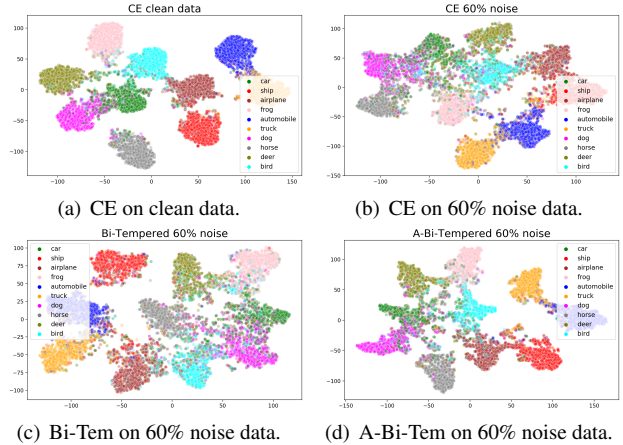 CE clean data
100
50
0
−50
−100
−100
−50
0
50
100
150
car
ship
airplane
frog
automobile
truck
dog
horse
deer
bird
(a) CE on clean data.
CE 60% noise
100
50
0
−50
−100
−150
−100
−50
0
50
100
car
ship
airplane
frog
automobile
truck
dog
horse
deer
bird
(b) CE on 60% noise data.
Bi-Tempered 60% noise
100
75
50
25
0
−25
−50
−75
−100
−100
−50
0
50
100
car
ship
airplane
frog
automobile
truck
dog
horse
deer
bird
(c) Bi-Tem on 60% noise data.
A-Bi-Tempered 60% noise
100
50
0
−50
−100
−150
−100
−50
0
50
100
150
car
ship
airplane
frog
automobile
truck
dog
horse
deer
bird
(d) A-Bi-Tem on 60% noise data.